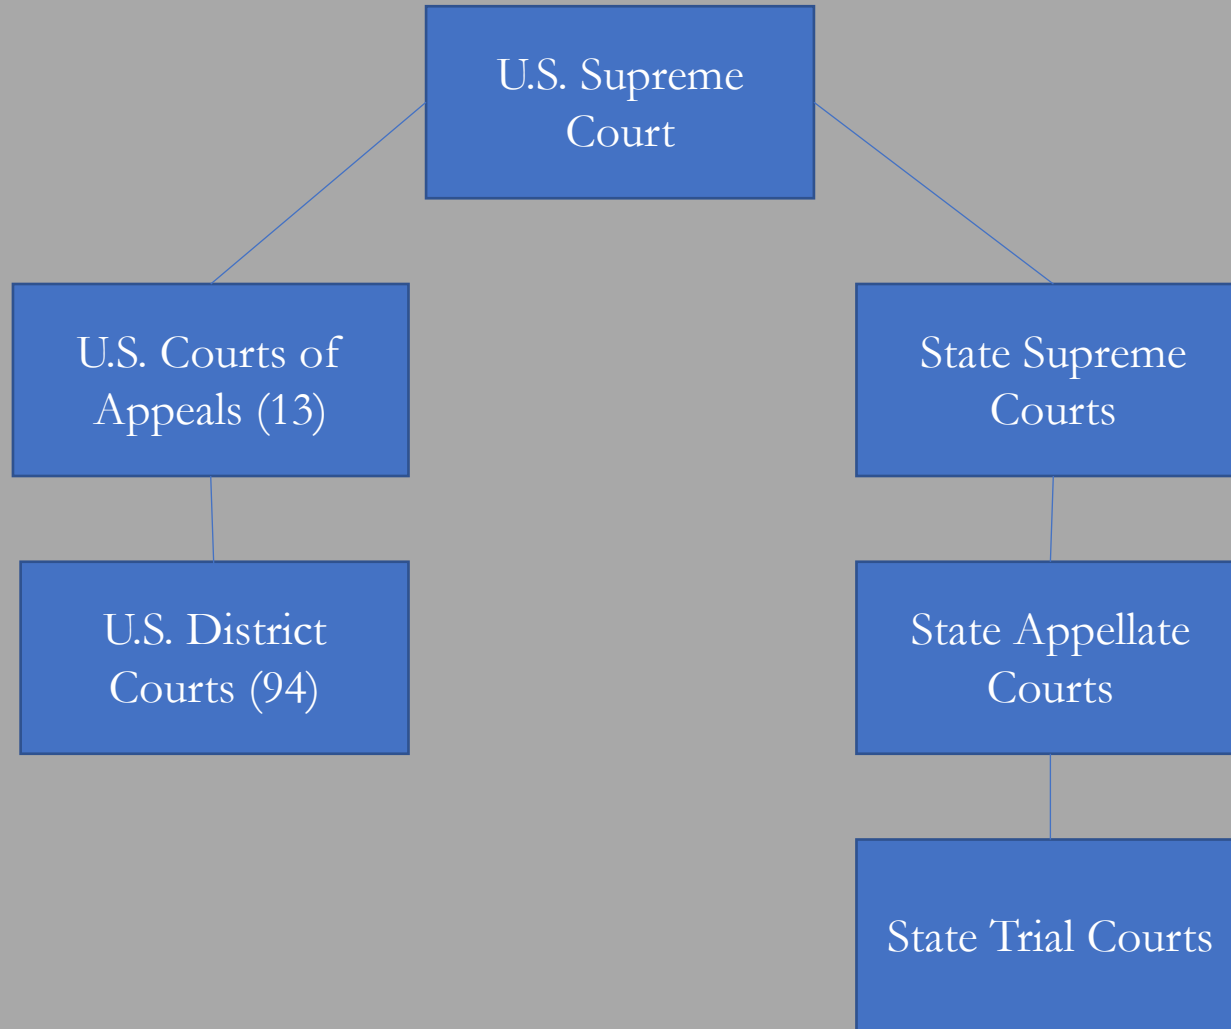 U.S. Supreme
Court
U.S. Courts of
Appeals (13)
State Supreme
Courts
U.S. District
Courts (94)
State Appellate
Courts
State Trial Courts